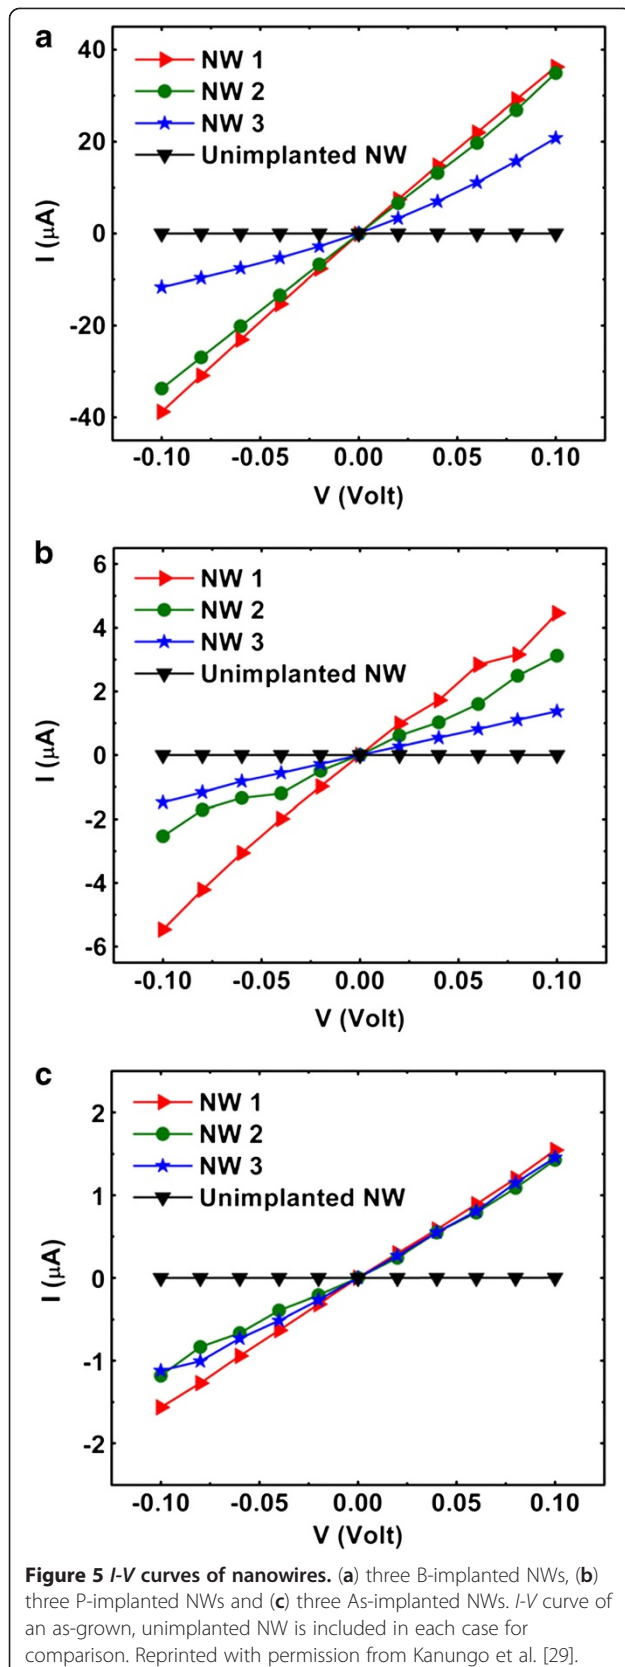 a
NW 1
NW 2
NW 3
Unimplanted NW
40
20
0
-20
-40
I (μA)
-0.10 -0.05 0.00 0.05 0.10
V (Volt)
b
NW 1
NW 2
NW 3
Unimplanted NW
6
4
2
0
-2
-4
-6
I (μA)
-0.10 -0.05 0.00 0.05 0.10
V (Volt)
c
NW 1
NW 2
NW 3
Unimplanted NW
2
1
0
-1
-2
I (μA)
-0.10 -0.05 0.00 0.05 0.10
V (Volt)
Figure 5 I-V curves of nanowires. (a) three B-implanted NWs, (b)
three P-implanted NWs and (c) three As-implanted NWs. I-V curve of
an as-grown, unimplanted NW is included in each case for
comparison. Reprinted with permission from Kanungo et al. [29].